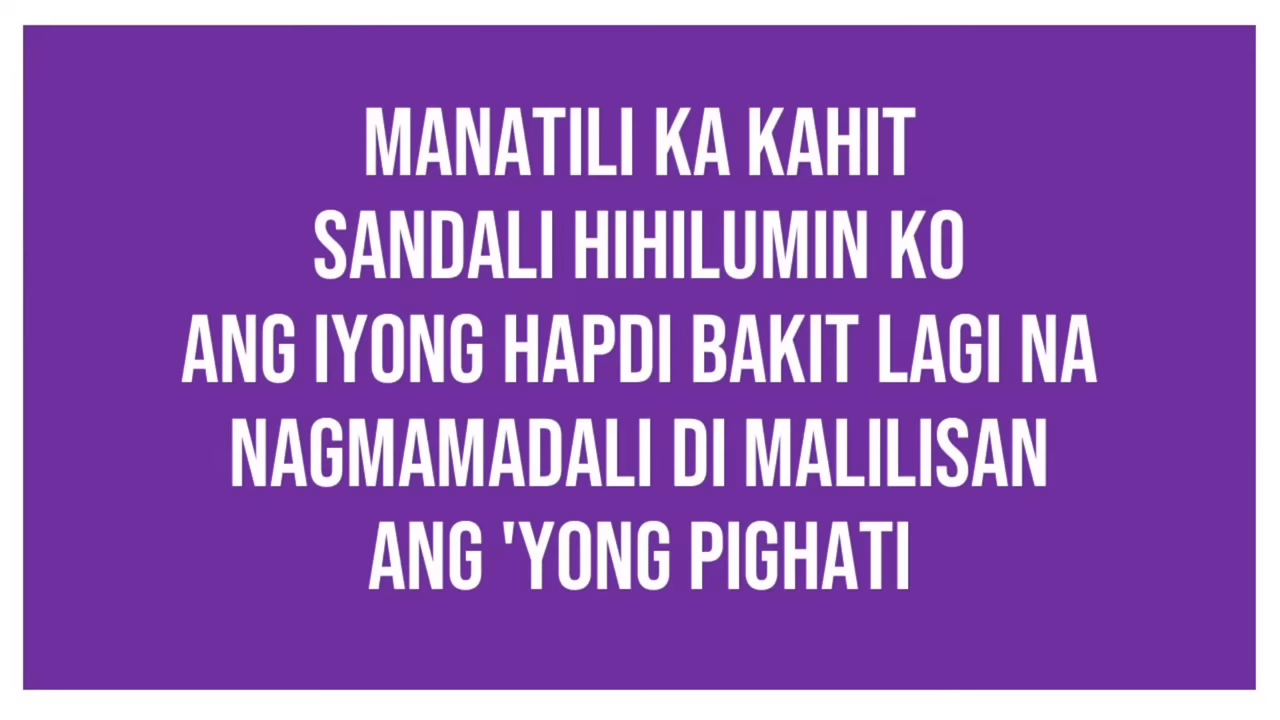 MANATILI KA KAHIT
SANDALI HIHILUMIN KO
ANG IYONG HAPDI BAKIT LAGI NA
NAGMAMADALI DI MALILISAN
ANG 'YONG PIGHATI